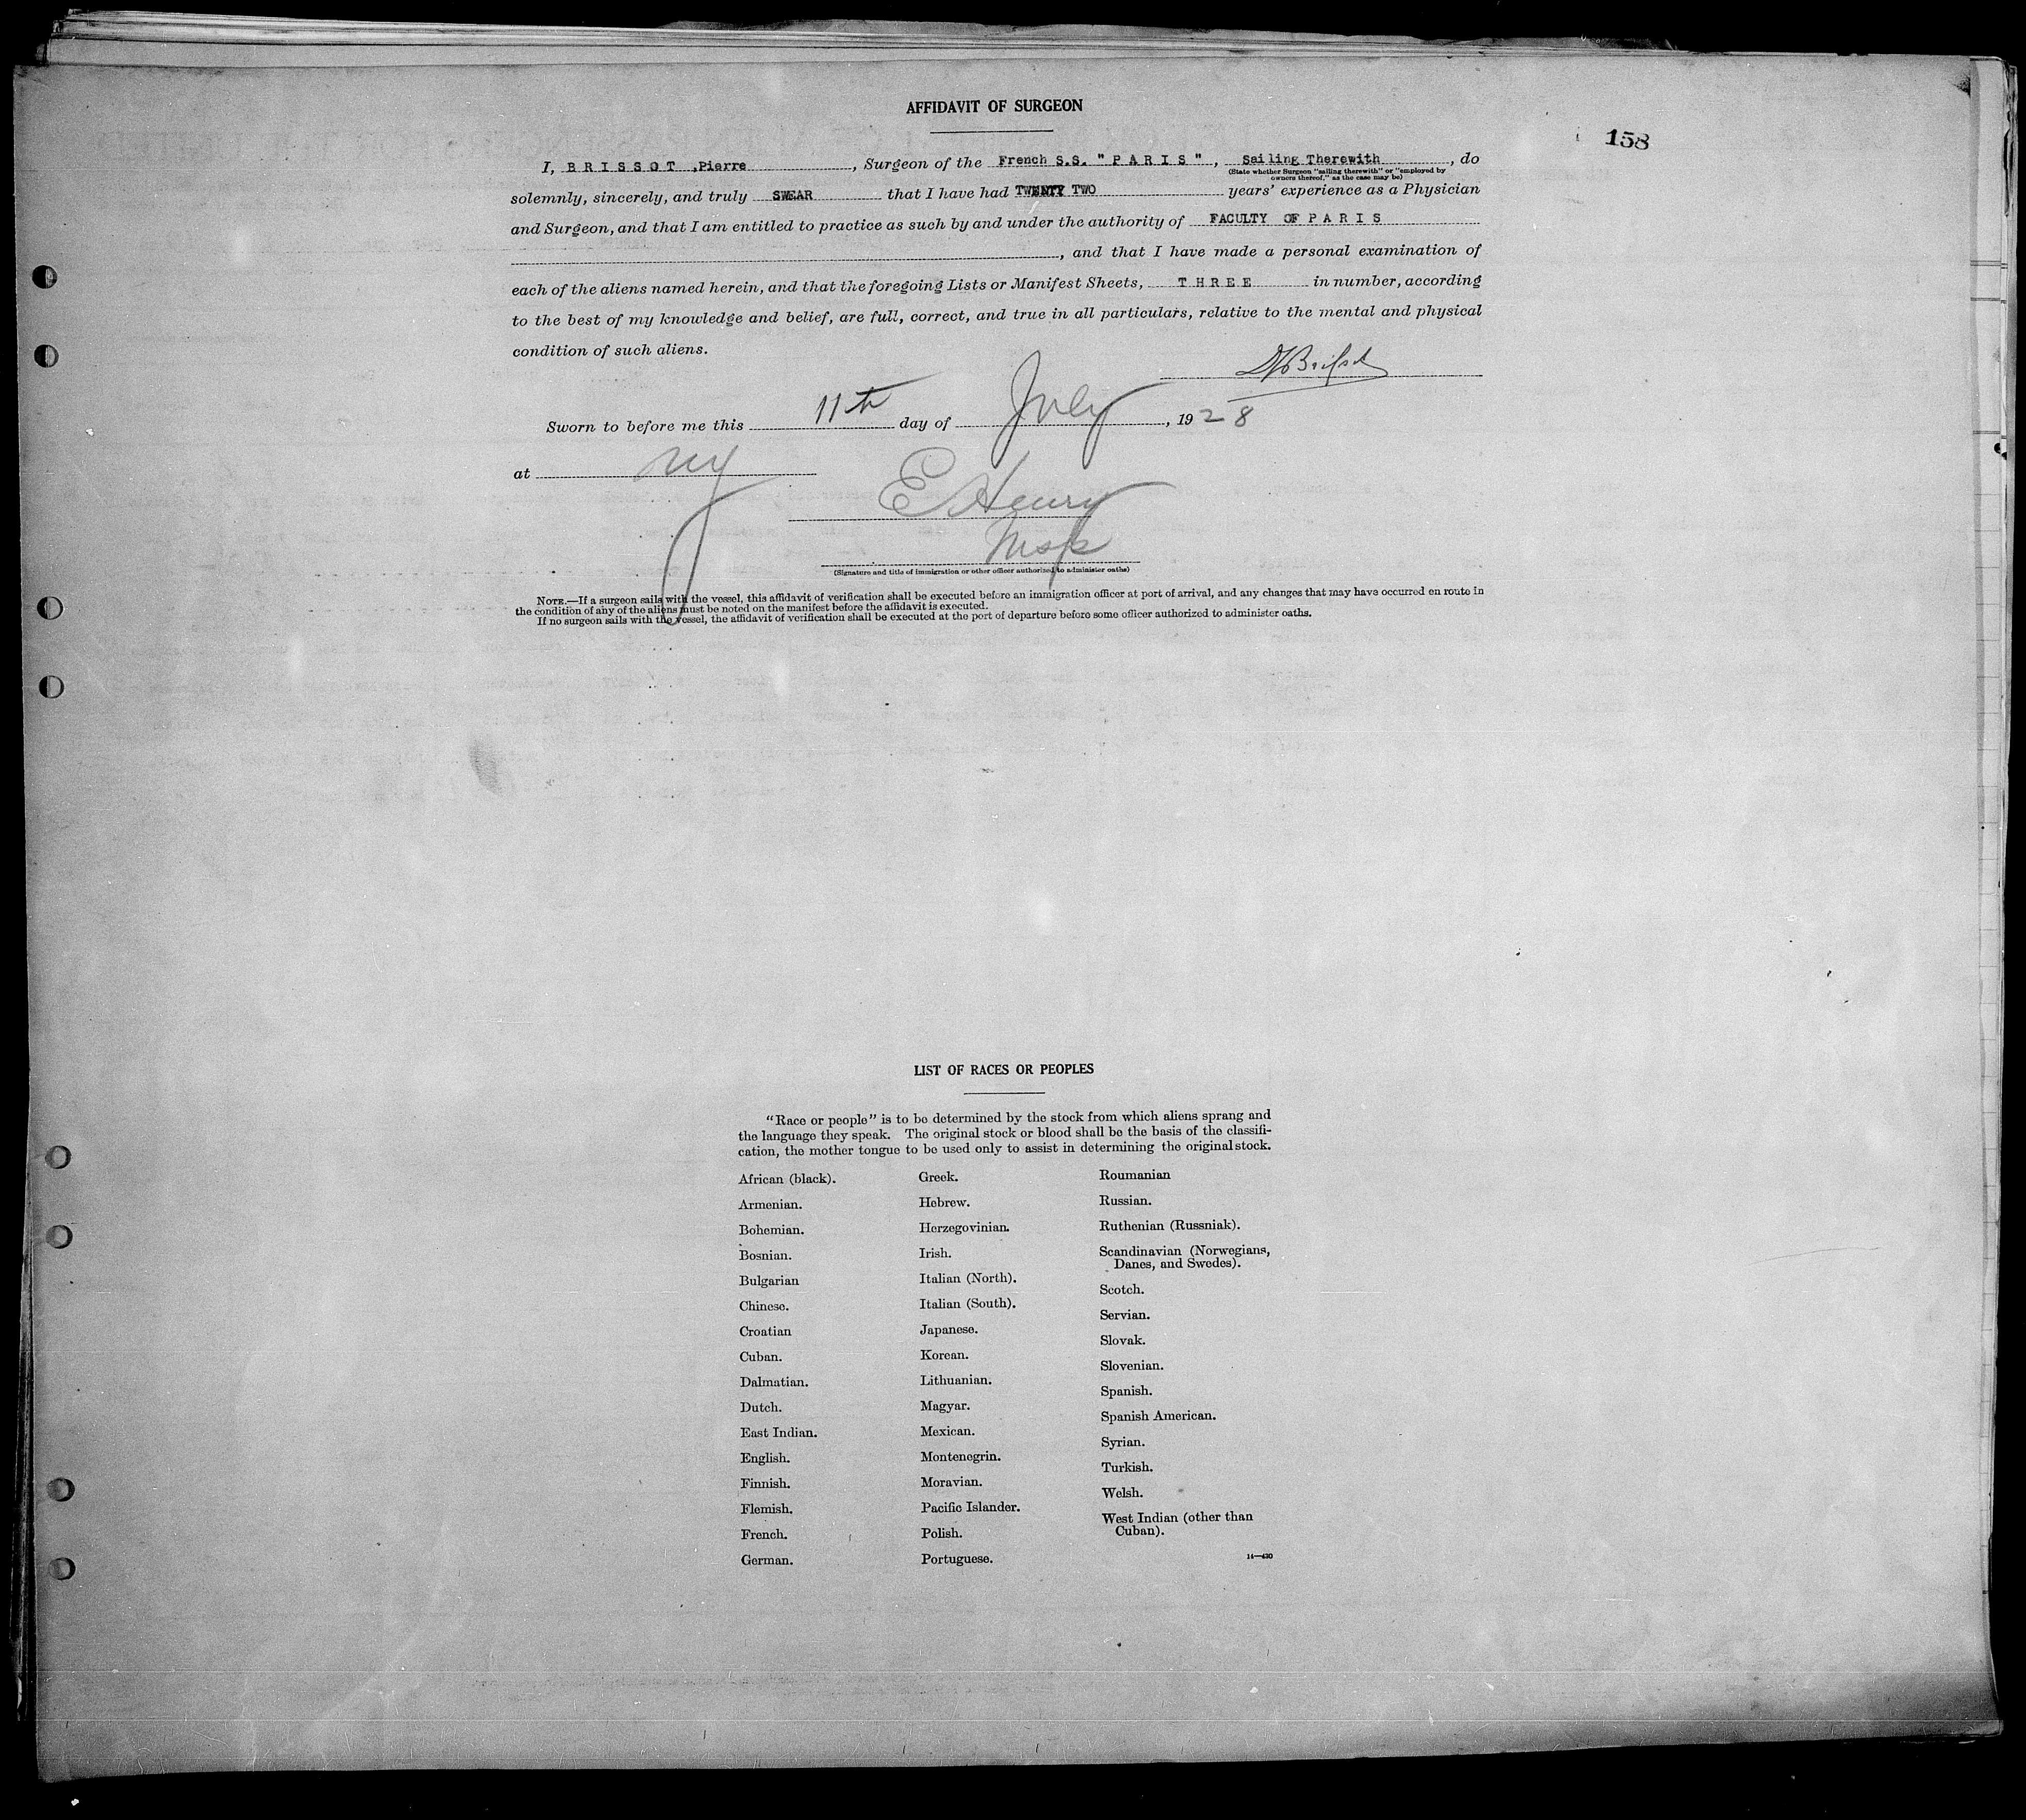 AFFIDAVIT OF SURGEON
158
I, B R I S S O T ,Pierre, Surgeon of the French S.S. " P A R I S ", Sailing Therewith, do
(State whether Surgeon "sailing therewith" or "employed by
owners thereof," as the case may be)
solemnly, sincerely, and truly SWEAR that I have had TWENTY TWO years' experience as a Physician
and Surgeon, and that I am entitled to practice as such by and under the authority of FACULTY OF P A R I S
, and that I have made a personal examination of
each of the aliens named herein, and that the foregoing Lists or Manifest Sheets, T H R E E in number, according
to the best of my knowledge and belief, are full, correct, and true in all particulars, relative to the mental and physical
condition of such aliens.
Sworn to before me this 11th day of July, 1928
at NY
E Henry
Insp
(Signature and title of immigration or other officer authorized to administer oaths)
NOTE.—If a surgeon sails with the vessel, this affidavit of verification shall be executed before an immigration officer at port of arrival, and any changes that may have occurred en route in
the condition of any of the aliens must be noted on the manifest before the affidavit is executed.
If no surgeon sails with the vessel, the affidavit of verification shall be executed at the port of departure before some officer authorized to administer oaths.
LIST OF RACES OR PEOPLES
"Race or people" is to be determined by the stock from which aliens sprang and
the language they speak. The original stock or blood shall be the basis of the classifi-
cation, the mother tongue to be used only to assist in determining the original stock.
African (black).
Armenian.
Bohemian.
Bosnian.
Bulgarian
Chinese.
Croatian
Cuban.
Dalmatian.
Dutch.
East Indian.
English.
Finnish.
Flemish.
French.
German.
Greek.
Hebrew.
Herzegovinian.
Irish.
Italian (North).
Italian (South).
Japanese.
Korean.
Lithuanian.
Magyar.
Mexican.
Montenegrin.
Moravian.
Pacific Islander.
Polish.
Portuguese.
Roumanian
Russian.
Ruthenian (Russniak).
Scandinavian (Norwegians,
Danes, and Swedes).
Scotch.
Servian.
Slovak.
Slovenian.
Spanish.
Spanish American.
Syrian.
Turkish.
Welsh.
West Indian (other than
Cuban).
14—430